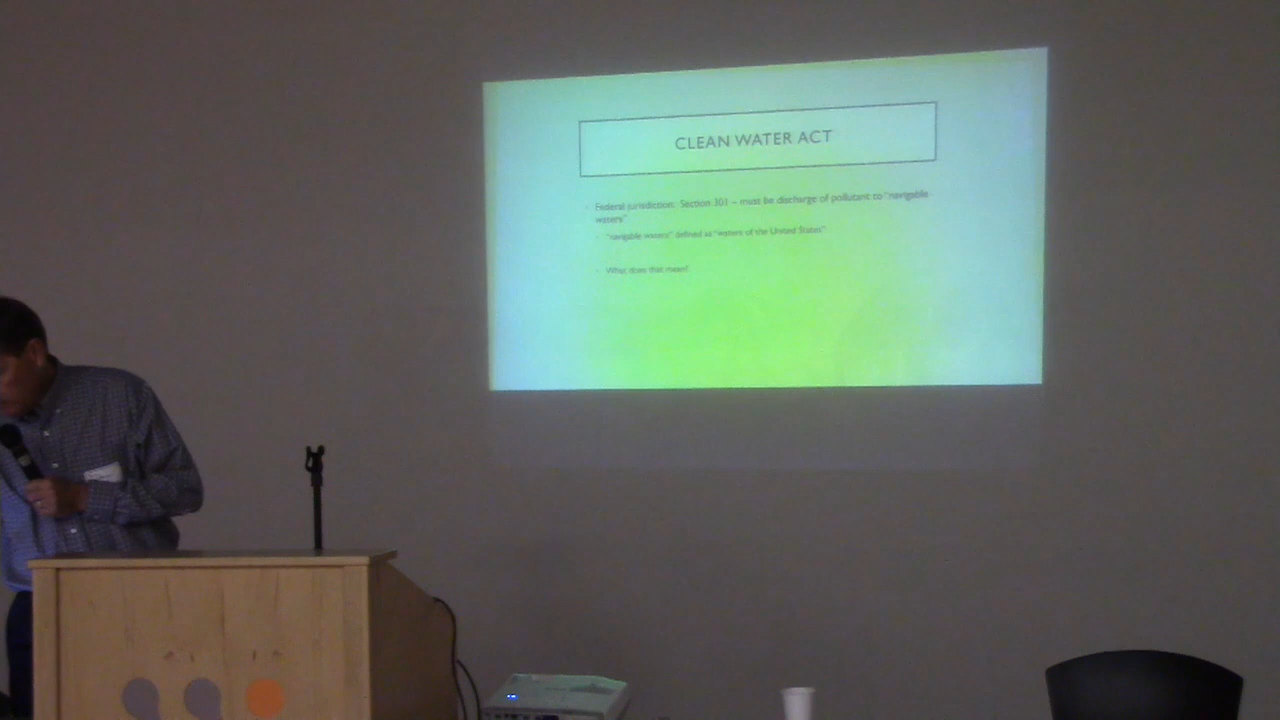 CLEAN WATER ACT
Federal jurisdiction: Section 301 – must be discharge of pollutant to "navigable
waters"
"navigable waters" defined as "waters of the United States"
What does that mean?